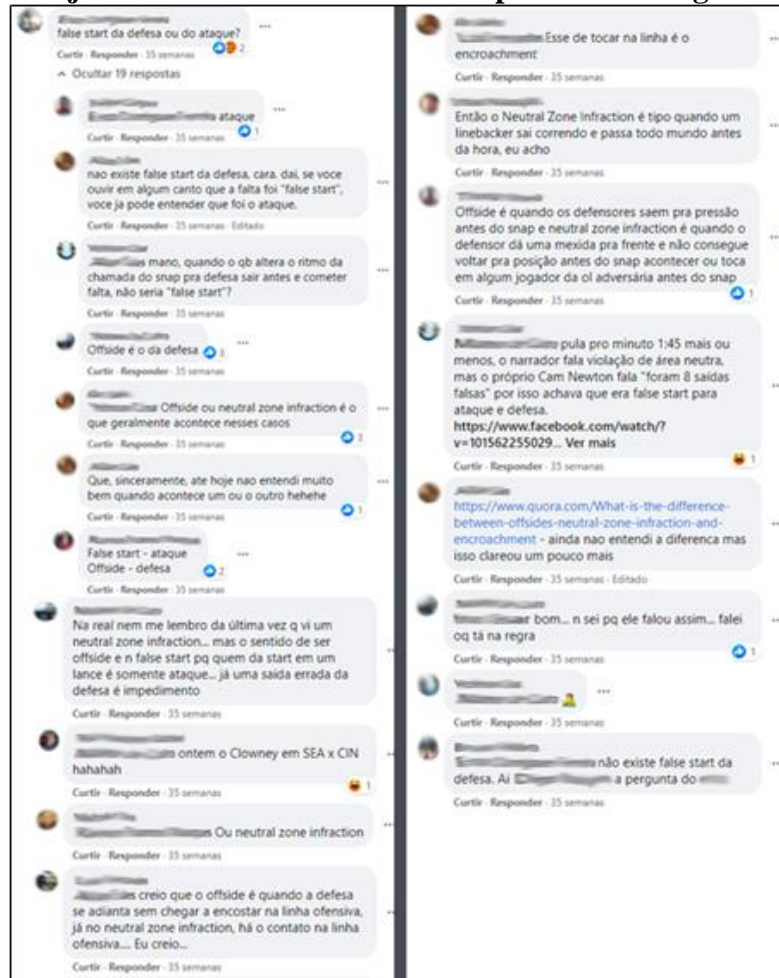 false start da defesa ou do ataque?
Curtir · Responder · 35 semanas
2
Ocultar 19 respostas
ataque
Curtir · Responder · 35 semanas
1
nao existe false start da defesa, cara. dai, se voce
ouvir em algum canto que a falta foi "false start",
voce ja pode entender que foi o ataque.
Curtir · Responder · 35 semanas · Editado
mano, quando o qb altera o ritmo da
chamada do snap pra defesa sair antes e cometer
falta, não seria "false start"?
Curtir · Responder · 35 semanas
Offside é o da defesa
3
Curtir · Responder · 35 semanas
Offside ou neutral zone infraction é o
que geralmente acontece nesses casos
3
Curtir · Responder · 35 semanas
Que, sinceramente, ate hoje nao entendi muito
bem quando acontece um ou o outro hehehe
1
Curtir · Responder · 35 semanas
False start - ataque
Offside - defesa
2
Curtir · Responder · 35 semanas
Na real nem me lembro da última vez q vi um
neutral zone infraction... mas o sentido de ser
offside e n false start pq quem da start em um
lance é somente ataque... já uma saída errada da
defesa é impedimento
Curtir · Responder · 35 semanas
ontem o Clowney em SEA x CIN
hahahah
1
Curtir · Responder · 35 semanas
Ou neutral zone infraction
Curtir · Responder · 35 semanas
creio que o offside é quando a defesa
se adianta sem chegar a encostar na linha ofensiva,
já no neutral zone infraction, há o contato na linha
ofensiva.... Eu creio...
Curtir · Responder · 35 semanas
Esse de tocar na linha é o
encroachment
Curtir · Responder · 35 semanas
Então o Neutral Zone Infraction é tipo quando um
linebacker sai correndo e passa todo mundo antes
da hora, eu acho
Curtir · Responder · 35 semanas
Offside é quando os defensores saem pra pressão
antes do snap e neutral zone infraction é quando o
defensor dá uma mexida pra frente e não consegue
voltar pra posição antes do snap acontecer ou toca
em algum jogador da ol adversária antes do snap
1
Curtir · Responder · 35 semanas
pula pro minuto 1:45 mais ou
menos, o narrador fala violação de área neutra,
mas o próprio Cam Newton fala "foram 8 saídas
falsas" por isso achava que era false start para
ataque e defesa.
https://www.facebook.com/watch/?
v=101562255029... Ver mais
1
Curtir · Responder · 35 semanas
https://www.quora.com/What-is-the-difference-
between-offsides-neutral-zone-infraction-and-
encroachment - ainda nao entendi a diferenca mas
isso clareou um pouco mais
Curtir · Responder · 35 semanas · Editado
bom... n sei pq ele falou assim... falei
oq tá na regra
1
Curtir · Responder · 35 semanas
Curtir · Responder · 35 semanas
não existe false start da
defesa. Ai
a pergunta do
Curtir · Responder · 35 semanas